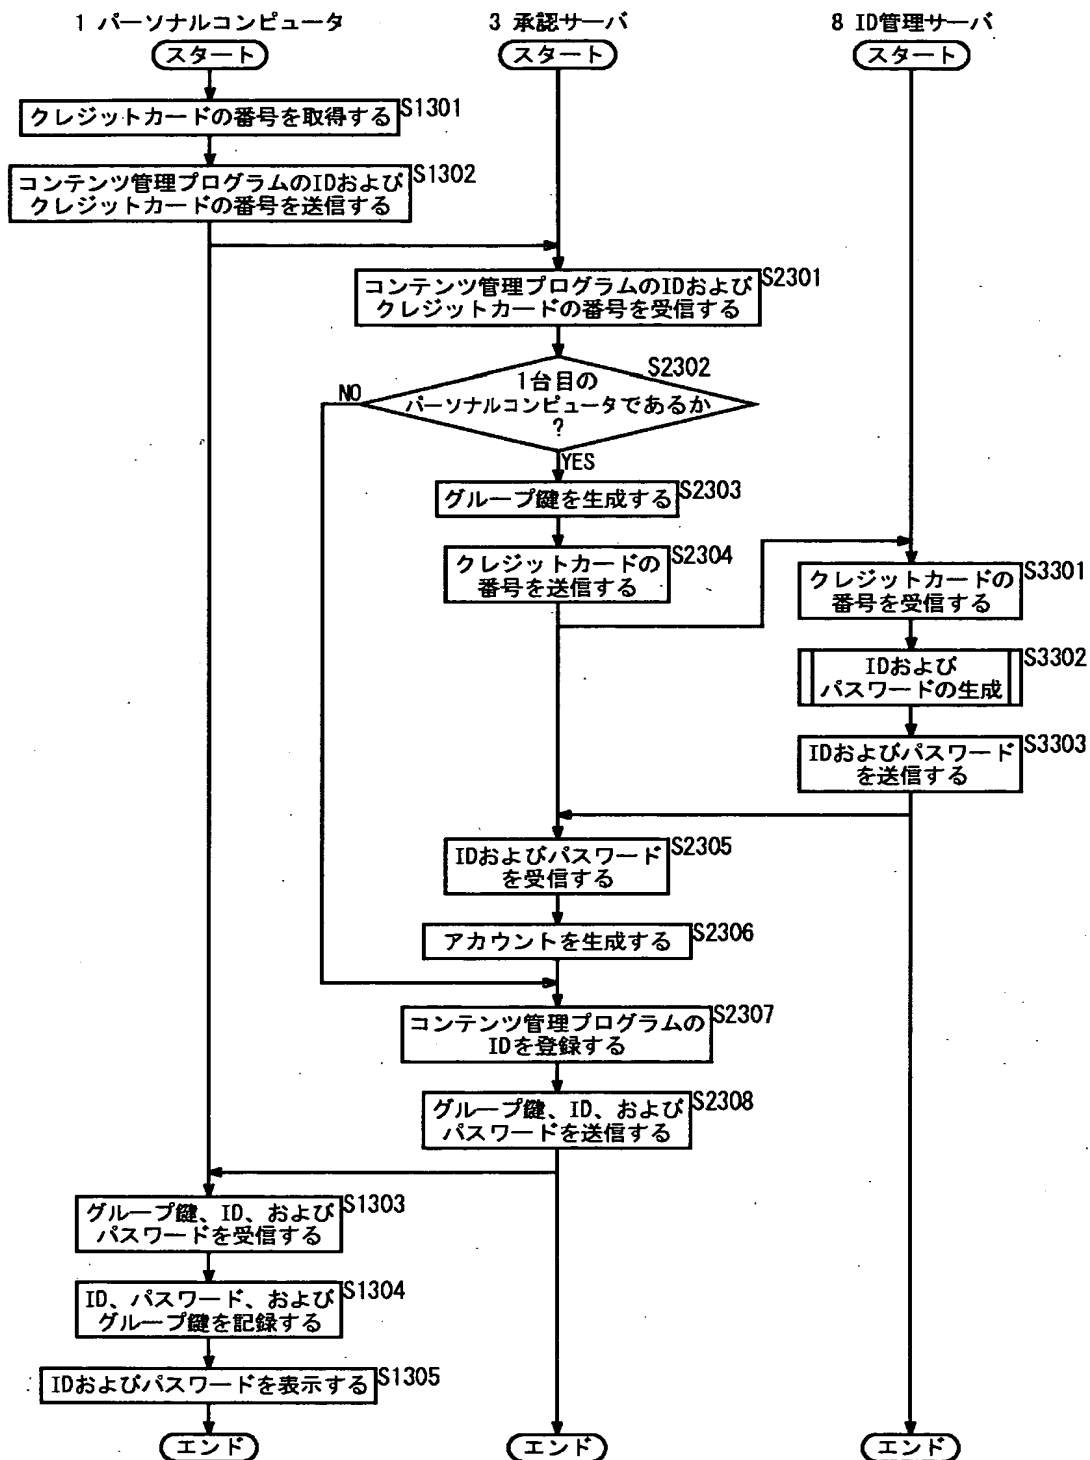 1 パーソナルコンピュータ
3 承認サーバ
8 ID管理サーバ
スタート
スタート
スタート
クレジットカードの番号を取得する
S1301
コンテンツ管理プログラムのIDおよび
クレジットカードの番号を送信する
S1302
コンテンツ管理プログラムのIDおよび
クレジットカードの番号を受信する
S2301
S2302
1台目の
パーソナルコンピュータであるか
?
NO
YES
グループ鍵を生成する
S2303
クレジットカードの
番号を送信する
S2304
クレジットカードの
番号を受信する
S3301
IDおよび
パスワードの生成
S3302
IDおよびパスワード
を送信する
S3303
IDおよびパスワード
を受信する
S2305
アカウントを生成する
S2306
コンテンツ管理プログラムの
IDを登録する
S2307
グループ鍵、ID、および
パスワードを送信する
S2308
グループ鍵、ID、および
パスワードを受信する
S1303
ID、パスワード、および
グループ鍵を記録する
S1304
IDおよびパスワードを表示する
S1305
エンド
エンド
エンド